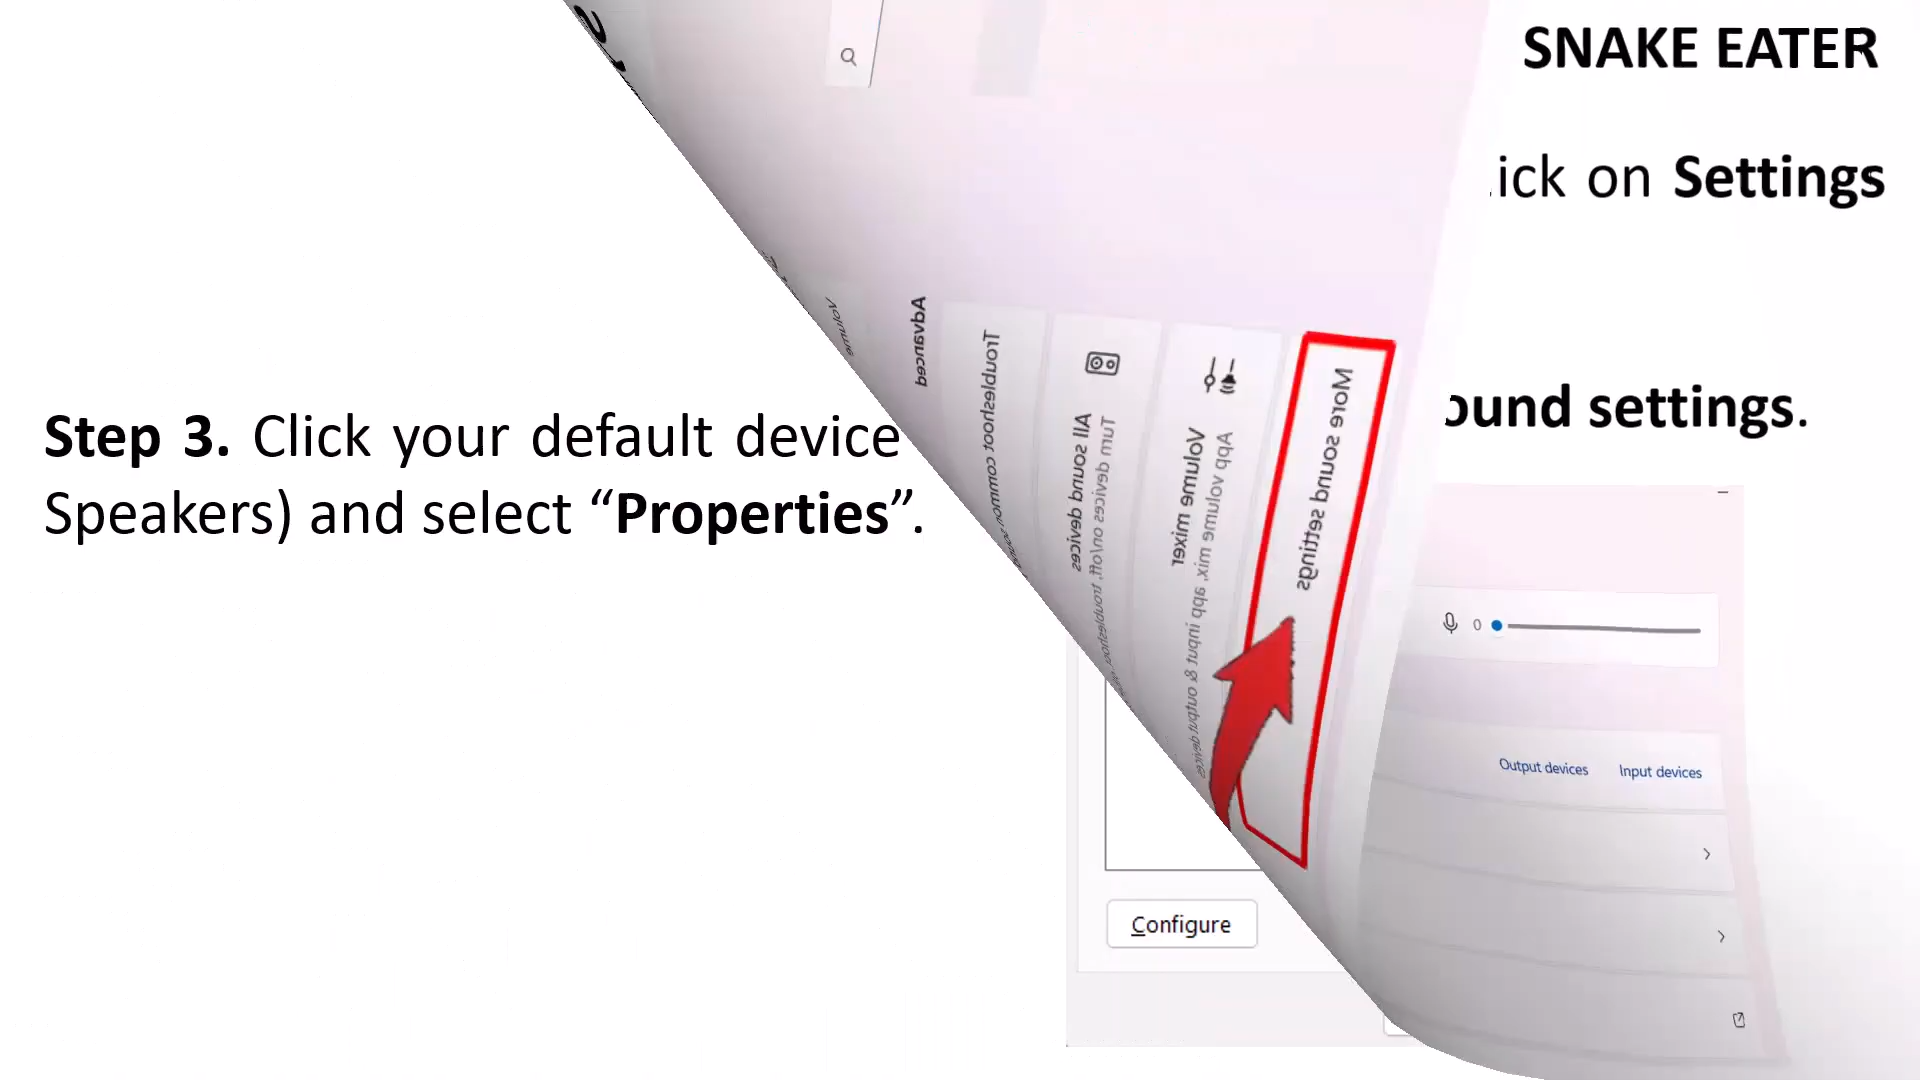 SNAKE EATER
ick on Settings
ound settings.
Step 3. Click your default device
Speakers) and select “Properties”.
Advanced
Troubleshoot common sound
All sound devices
Turn devices on/off, troubleshoot,
Volume mixer
App volume mix, app input & output devices
More sound settings
0
Output devices Input devices
Configure